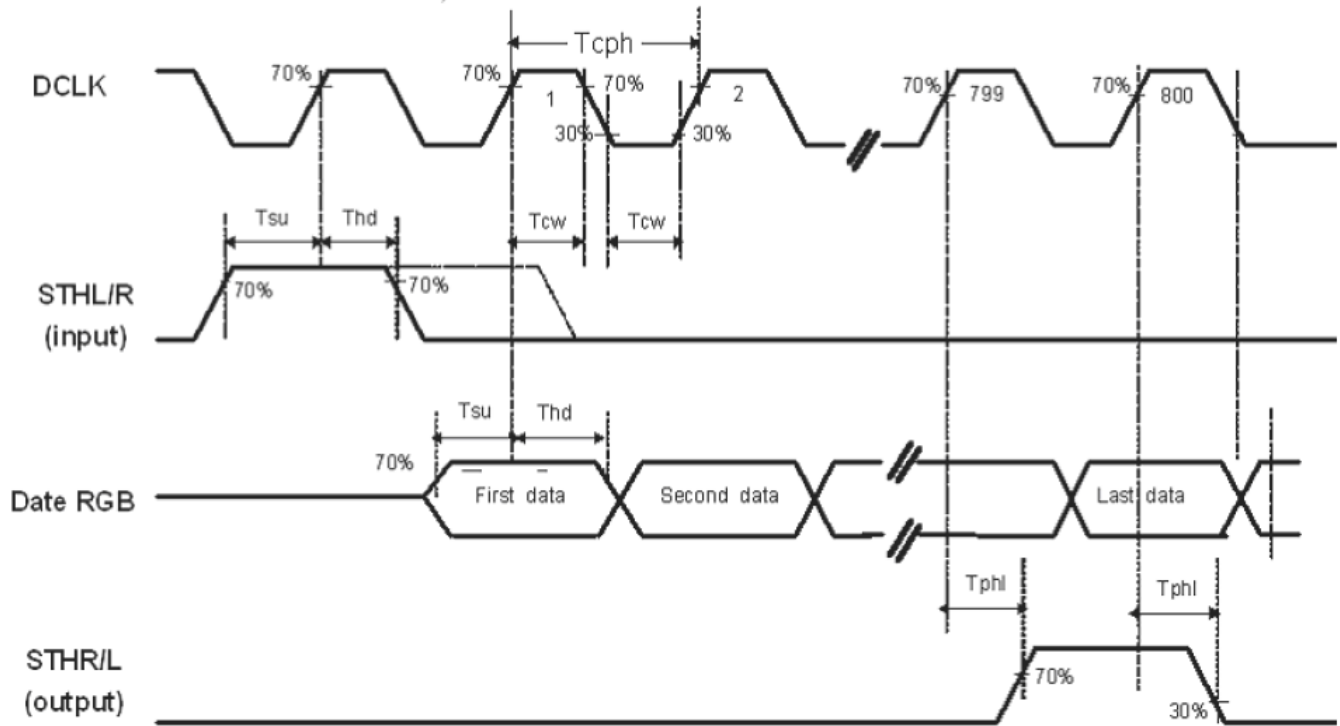 Tcph
DCLK
70%
70%
1
70%
2
70%
799
70%
800
30%
30%
Tsu
Thd
Tcw
Tcw
STHL/R
(input)
70%
70%
Tsu
Thd
70%
Date RGB
First data
Second data
Last data
Tphl
Tphl
STHR/L
(output)
70%
30%